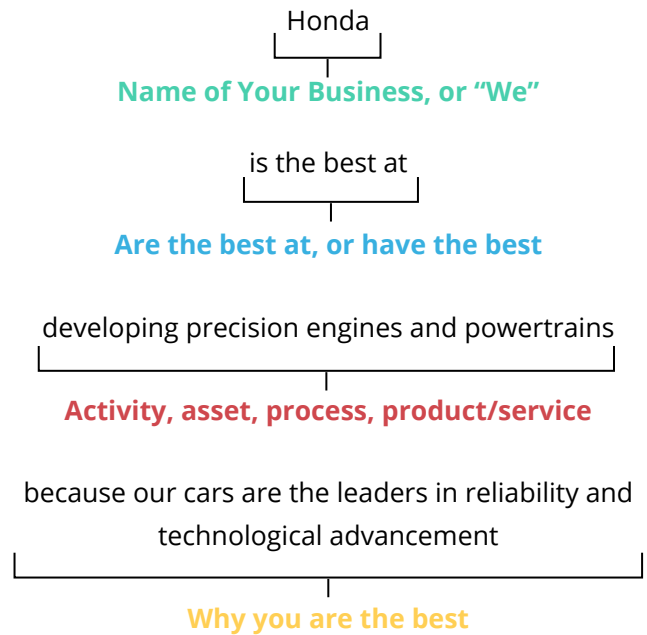 Honda
Name of Your Business, or “We”
is the best at
Are the best at, or have the best
developing precision engines and powertrains
Activity, asset, process, product/service
because our cars are the leaders in reliability and
technological advancement
Why you are the best